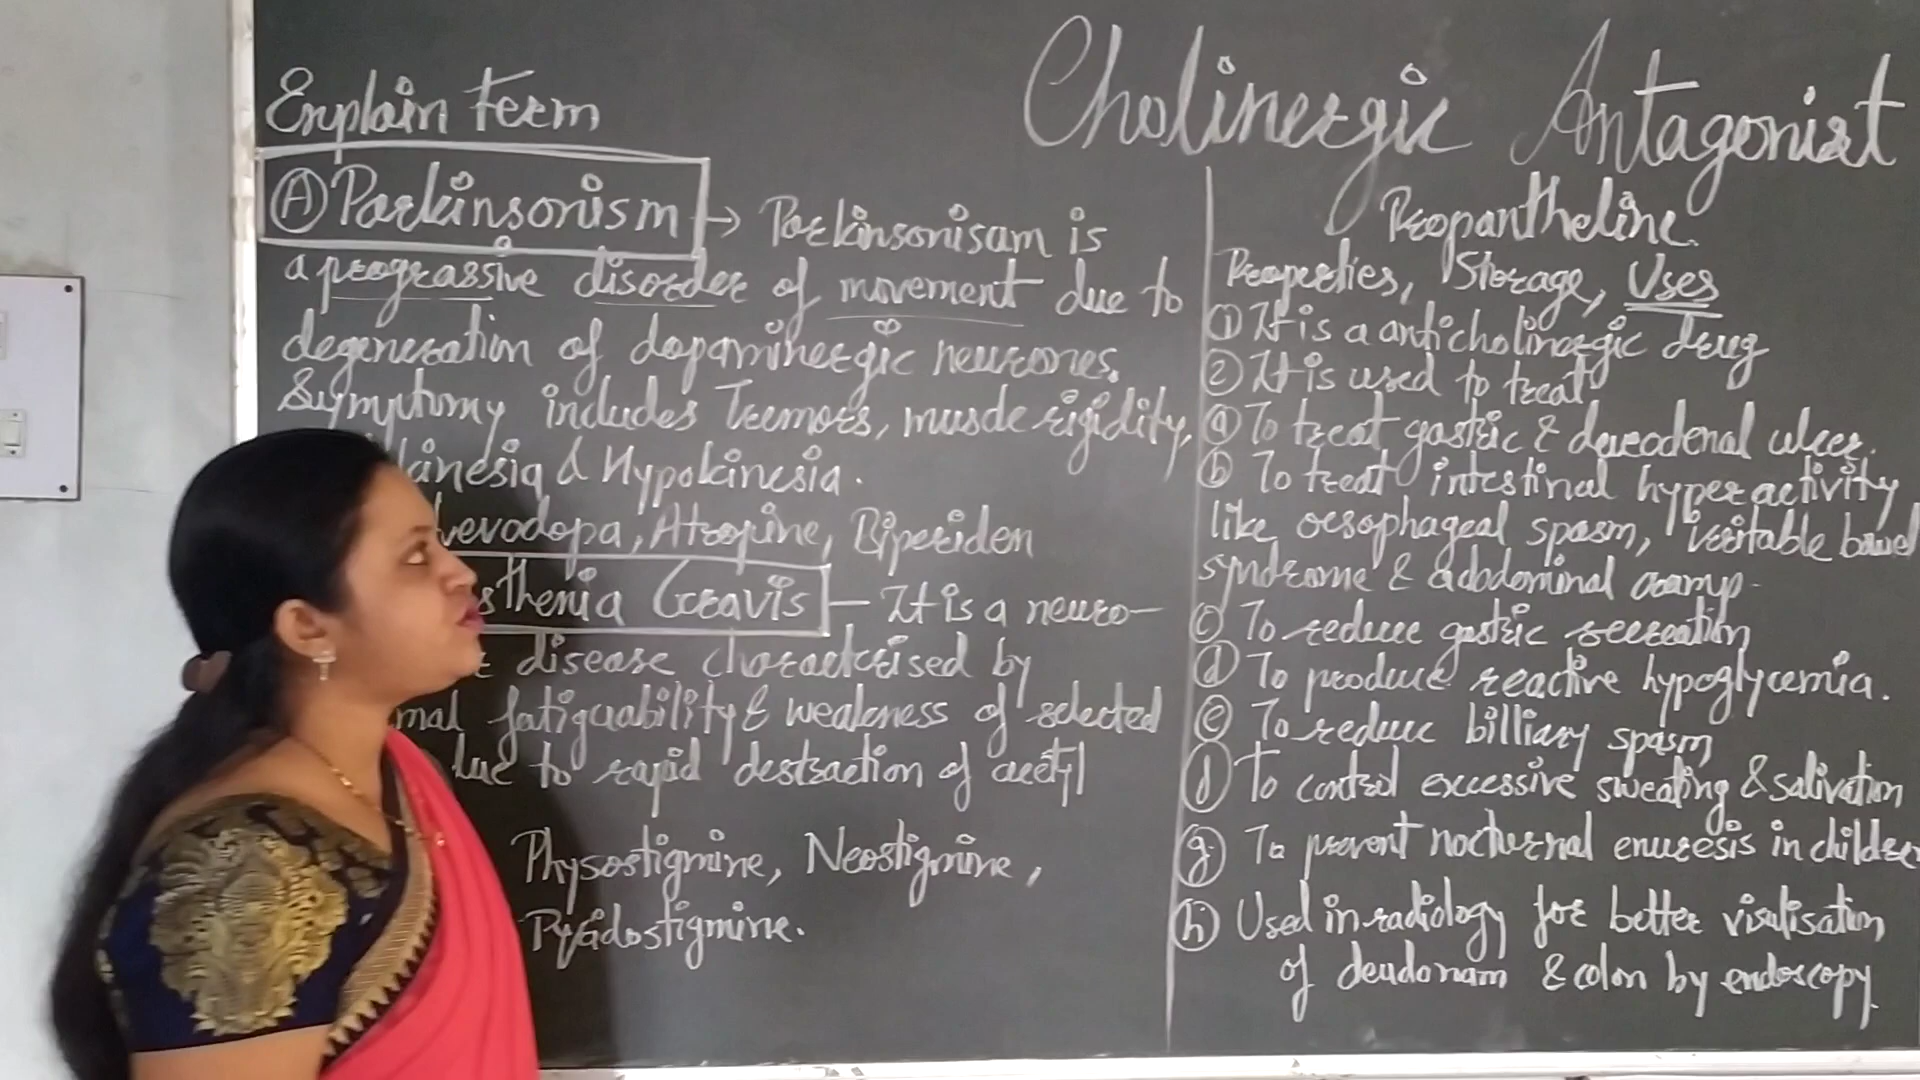 Cholinergic Antagonist
Explain term
(A) Parkinsonism → Parkinsonisam is
a progressive disorder of movement due to
degeneration of dopaminergic neurones.
Symptomy includes Tremors, muscle rigidity,
kinesia & Hypokinesia.
Levodopa, Atropine, Biperiden
sthenia Gravis — It is a neuro-
disease characterised by
mal fatiguability & weakness of selected
due to rapid destraction of acetyl
Physostigmine, Neostigmine,
Pyridostigmine.
Propantheline.
Properties, Storage, Uses
① It is a anticholinergic drug
② It is used to treat
ⓐ To treat gastric & dueodenal ulcer.
ⓑ To treat intestinal hyperactivity
like oesophageal spasm, irritable bowel
syndrome & adodominal cramp.
ⓒ To reduce gastric secreation
ⓓ To produce reactive hypoglycemia.
ⓔ To reduce billiary spasm
ⓕ To control excessive sweating & salivation
ⓖ To prevent nocturnal enuresis in children
ⓗ Used in radiology for better visulisation
of deudonam & colon by endoscopy.